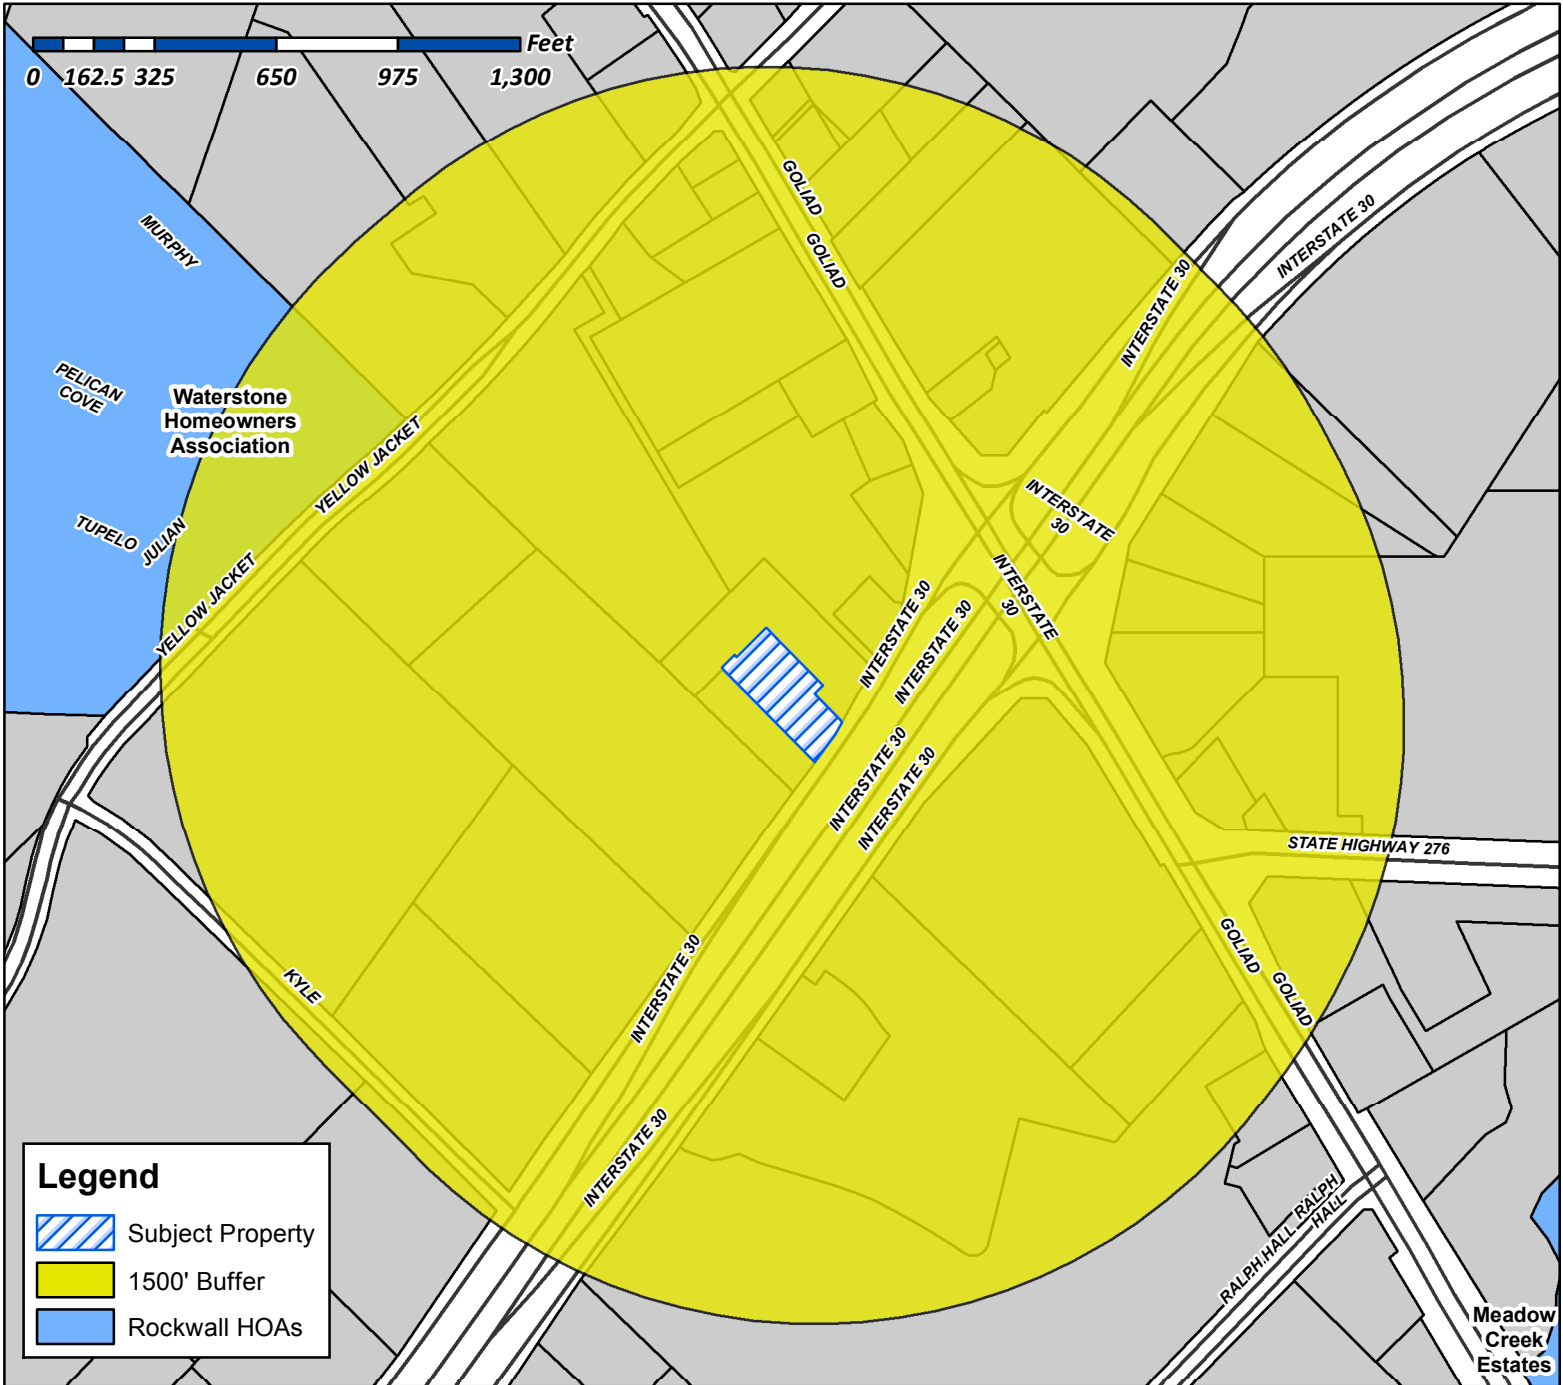 Feet
0 162.5 325 650 975 1,300
MURPHY
GOLIAD
GOLIAD
INTERSTATE 30
INTERSTATE 30
PELICAN
COVE
Waterstone
Homeowners
Association
YELLOW JACKET
TUPELO
JULIAN
YELLOW JACKET
INTERSTATE
30
INTERSTATE
30
INTERSTATE 30
INTERSTATE 30
INTERSTATE 30
INTERSTATE 30
STATE HIGHWAY 276
KYLE
INTERSTATE 30
GOLIAD
GOLIAD
INTERSTATE 30
RALPH HALL
RALPH
HALL
Legend
Subject Property
1500' Buffer
Rockwall HOAs
Meadow
Creek
Estates